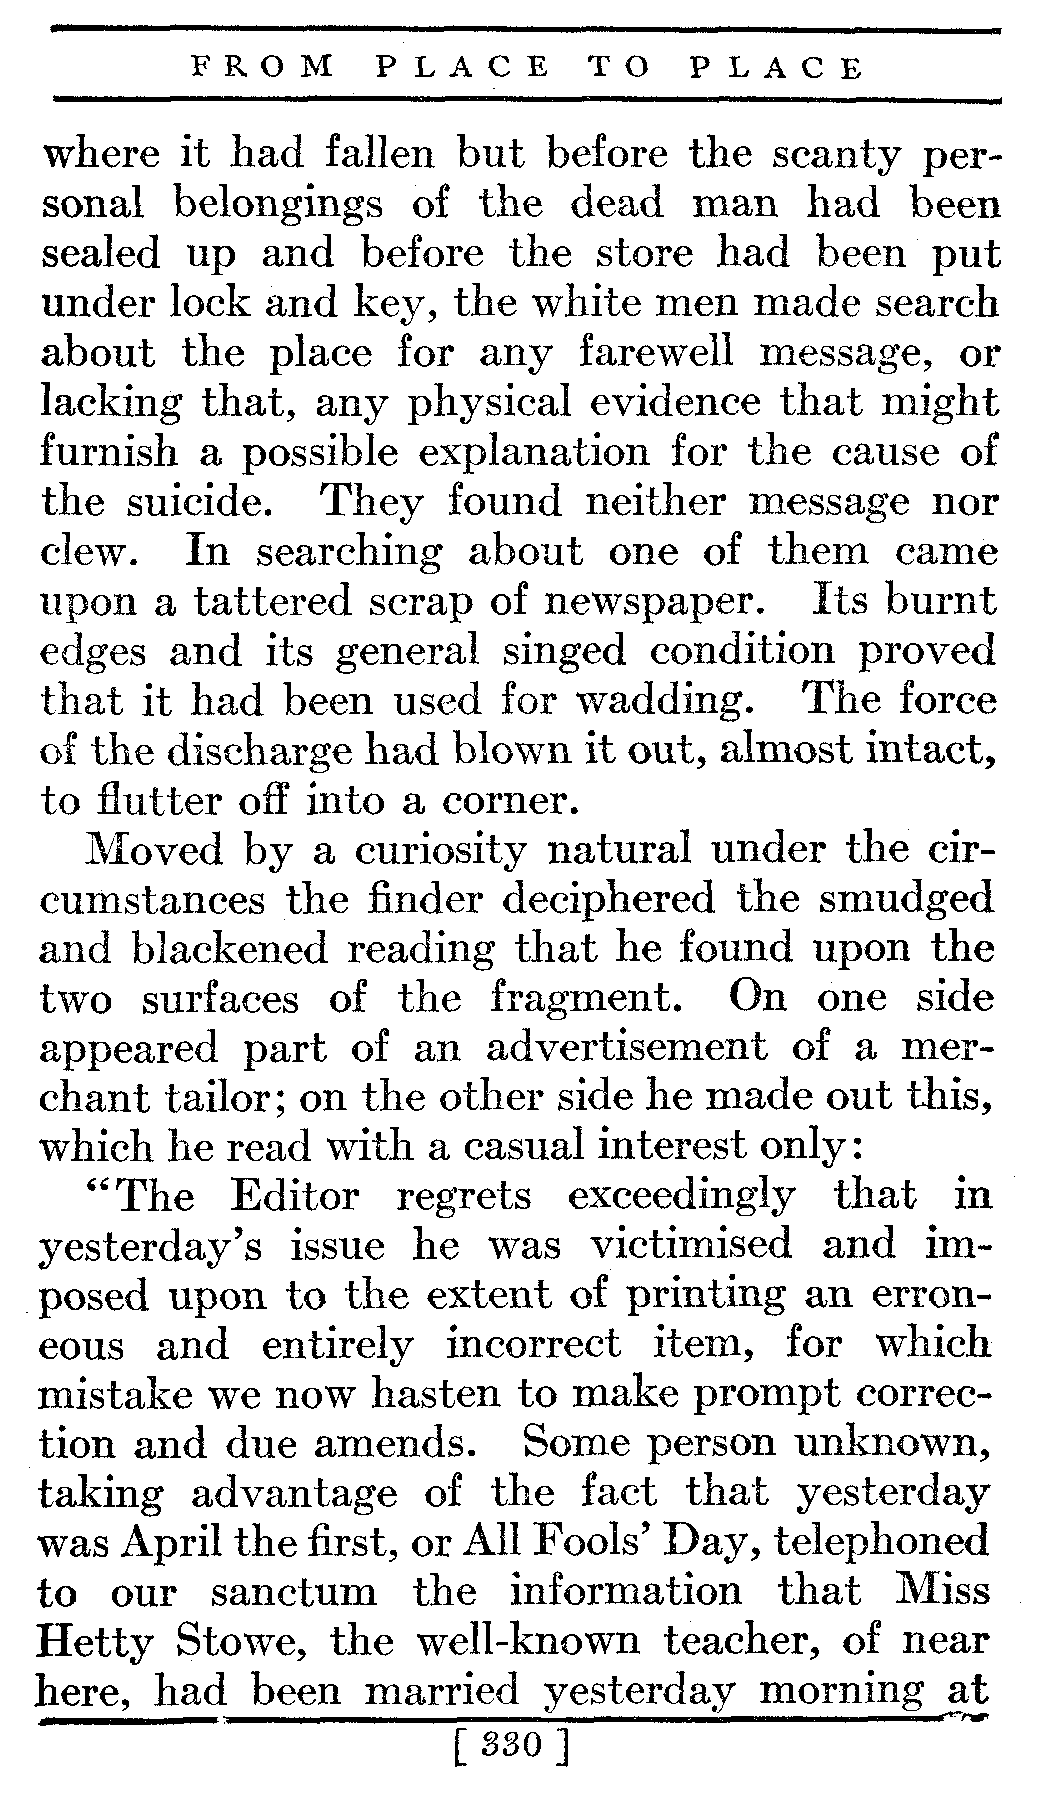 FROM PLACE TO PLACE
where it had fallen but before the scanty per-
sonal belongings of the dead man had been
sealed up and before the store had been put
under lock and key, the white men made search
about the place for any farewell message, or
lacking that, any physical evidence that might
furnish a possible explanation for the cause of
the suicide. They found neither message nor
clew. In searching about one of them came
upon a tattered scrap of newspaper. Its burnt
edges and its general singed condition proved
that it had been used for wadding. The force
of the discharge had blown it out, almost intact,
to flutter off into a corner.
Moved by a curiosity natural under the cir-
cumstances the finder deciphered the smudged
and blackened reading that he found upon the
two surfaces of the fragment. On one side
appeared part of an advertisement of a mer-
chant tailor; on the other side he made out this,
which he read with a casual interest only:
“The Editor regrets exceedingly that in
yesterday’s issue he was victimised and im-
posed upon to the extent of printing an erron-
eous and entirely incorrect item, for which
mistake we now hasten to make prompt correc-
tion and due amends. Some person unknown,
taking advantage of the fact that yesterday
was April the first, or All Fools’ Day, telephoned
to our sanctum the information that Miss
Hetty Stowe, the well-known teacher, of near
here, had been married yesterday morning at
[ 330 ]